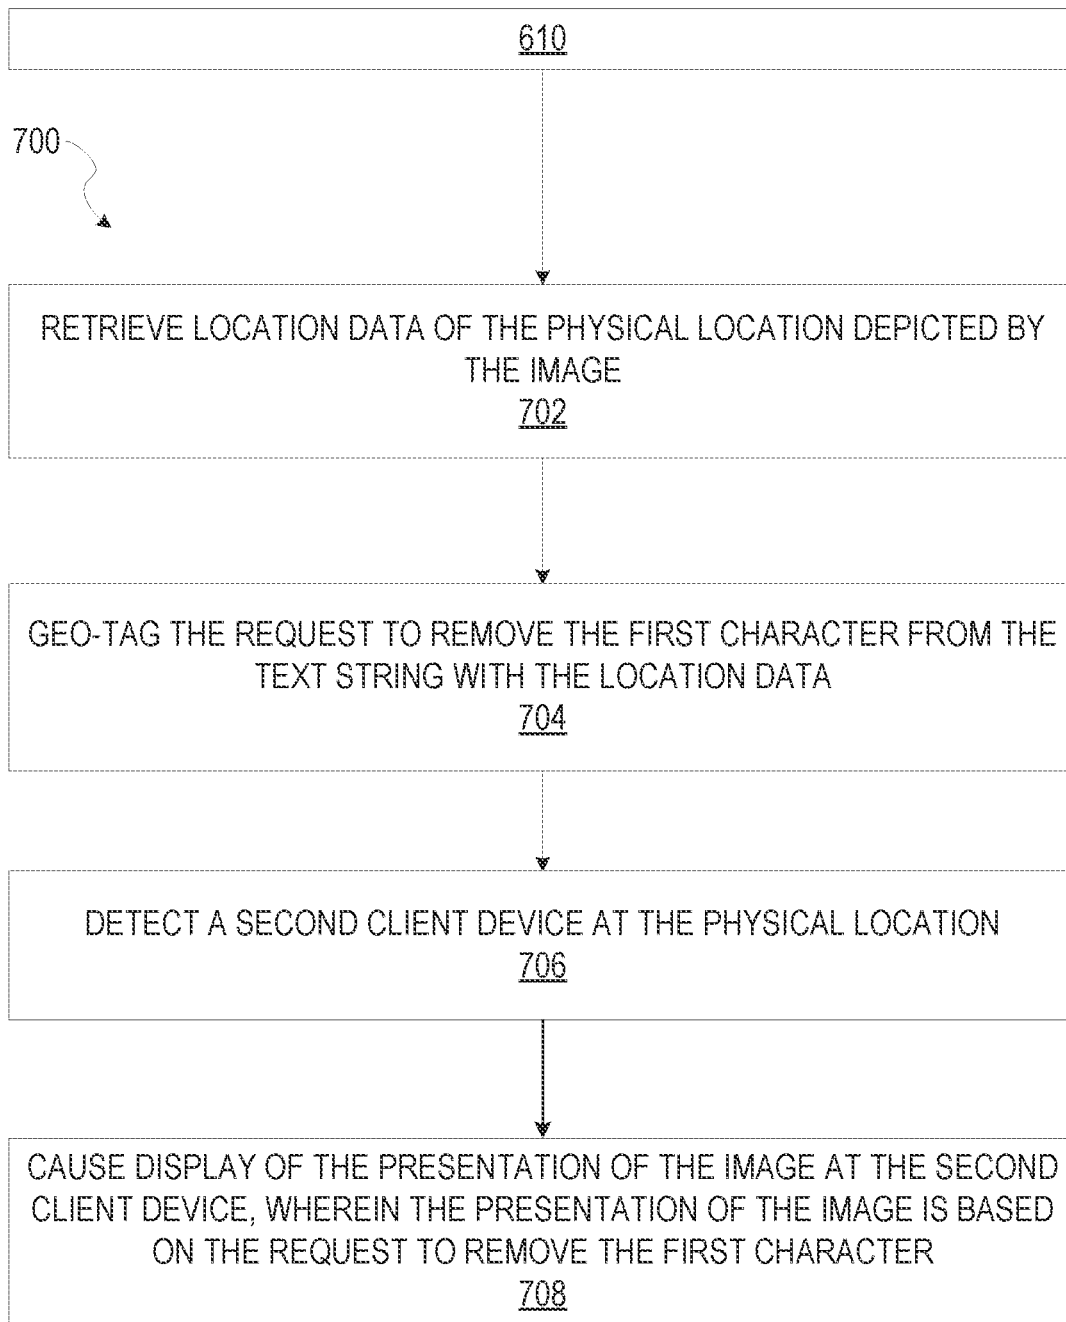 610
700
RETRIEVE LOCATION DATA OF THE PHYSICAL LOCATION DEPICTED BY
THE IMAGE
702
GEO-TAG THE REQUEST TO REMOVE THE FIRST CHARACTER FROM THE
TEXT STRING WITH THE LOCATION DATA
704
DETECT A SECOND CLIENT DEVICE AT THE PHYSICAL LOCATION
706
CAUSE DISPLAY OF THE PRESENTATION OF THE IMAGE AT THE SECOND
CLIENT DEVICE, WHEREIN THE PRESENTATION OF THE IMAGE IS BASED
ON THE REQUEST TO REMOVE THE FIRST CHARACTER
708